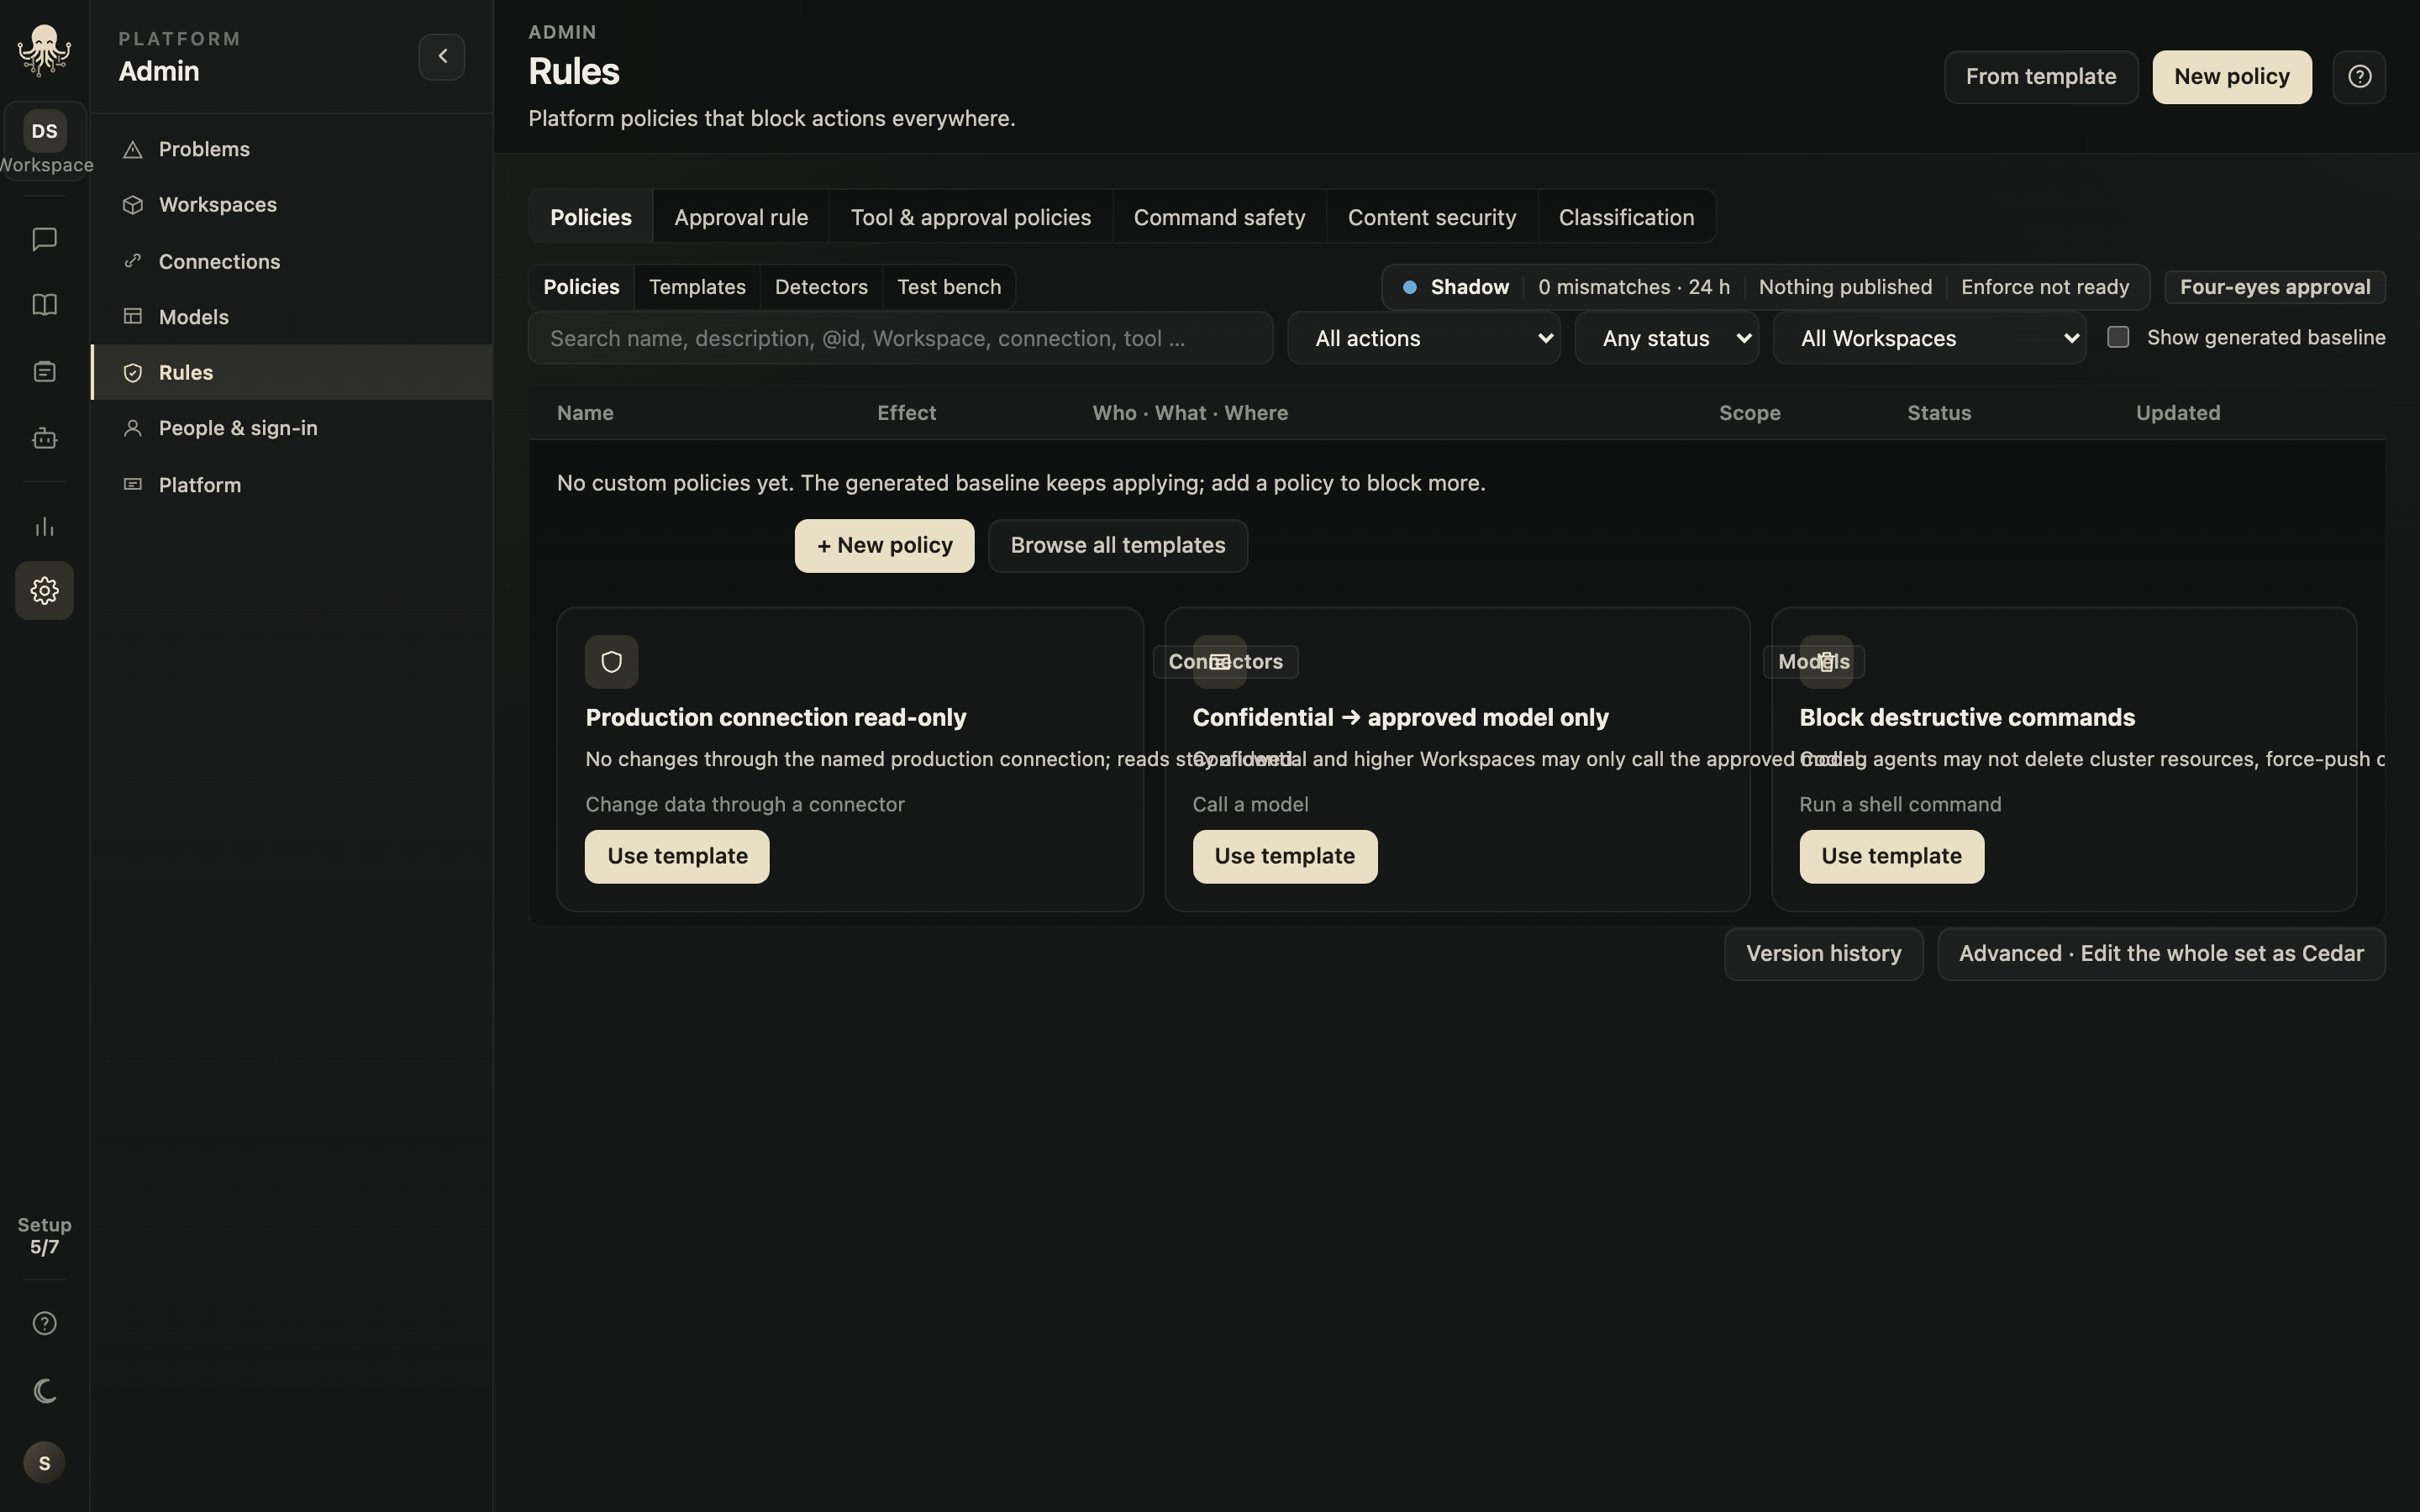 PLATFORM
Admin
DS
Workspace
Problems
Workspaces
Connections
Models
Rules
People & sign-in
Platform
Setup
5/7
S
ADMIN
Rules
Platform policies that block actions everywhere.
From template
New policy
Policies
Approval rule
Tool & approval policies
Command safety
Content security
Classification
Policies
Templates
Detectors
Test bench
Shadow
0 mismatches · 24 h
Nothing published
Enforce not ready
Four-eyes approval
Search name, description, @id, Workspace, connection, tool ...
All actions
Any status
All Workspaces
Show generated baseline
Name
Effect
Who · What · Where
Scope
Status
Updated
No custom policies yet. The generated baseline keeps applying; add a policy to block more.
+ New policy
Browse all templates
Connectors
Production connection read-only
No changes through the named production connection; reads
Change data through a connector
Use template
Models
Confidential → approved model only
Confidential and higher Workspaces may only call the approved
Call a model
Use template
Block destructive commands
Coding agents may not delete cluster resources, force-push
Run a shell command
Use template
Version history
Advanced · Edit the whole set as Cedar